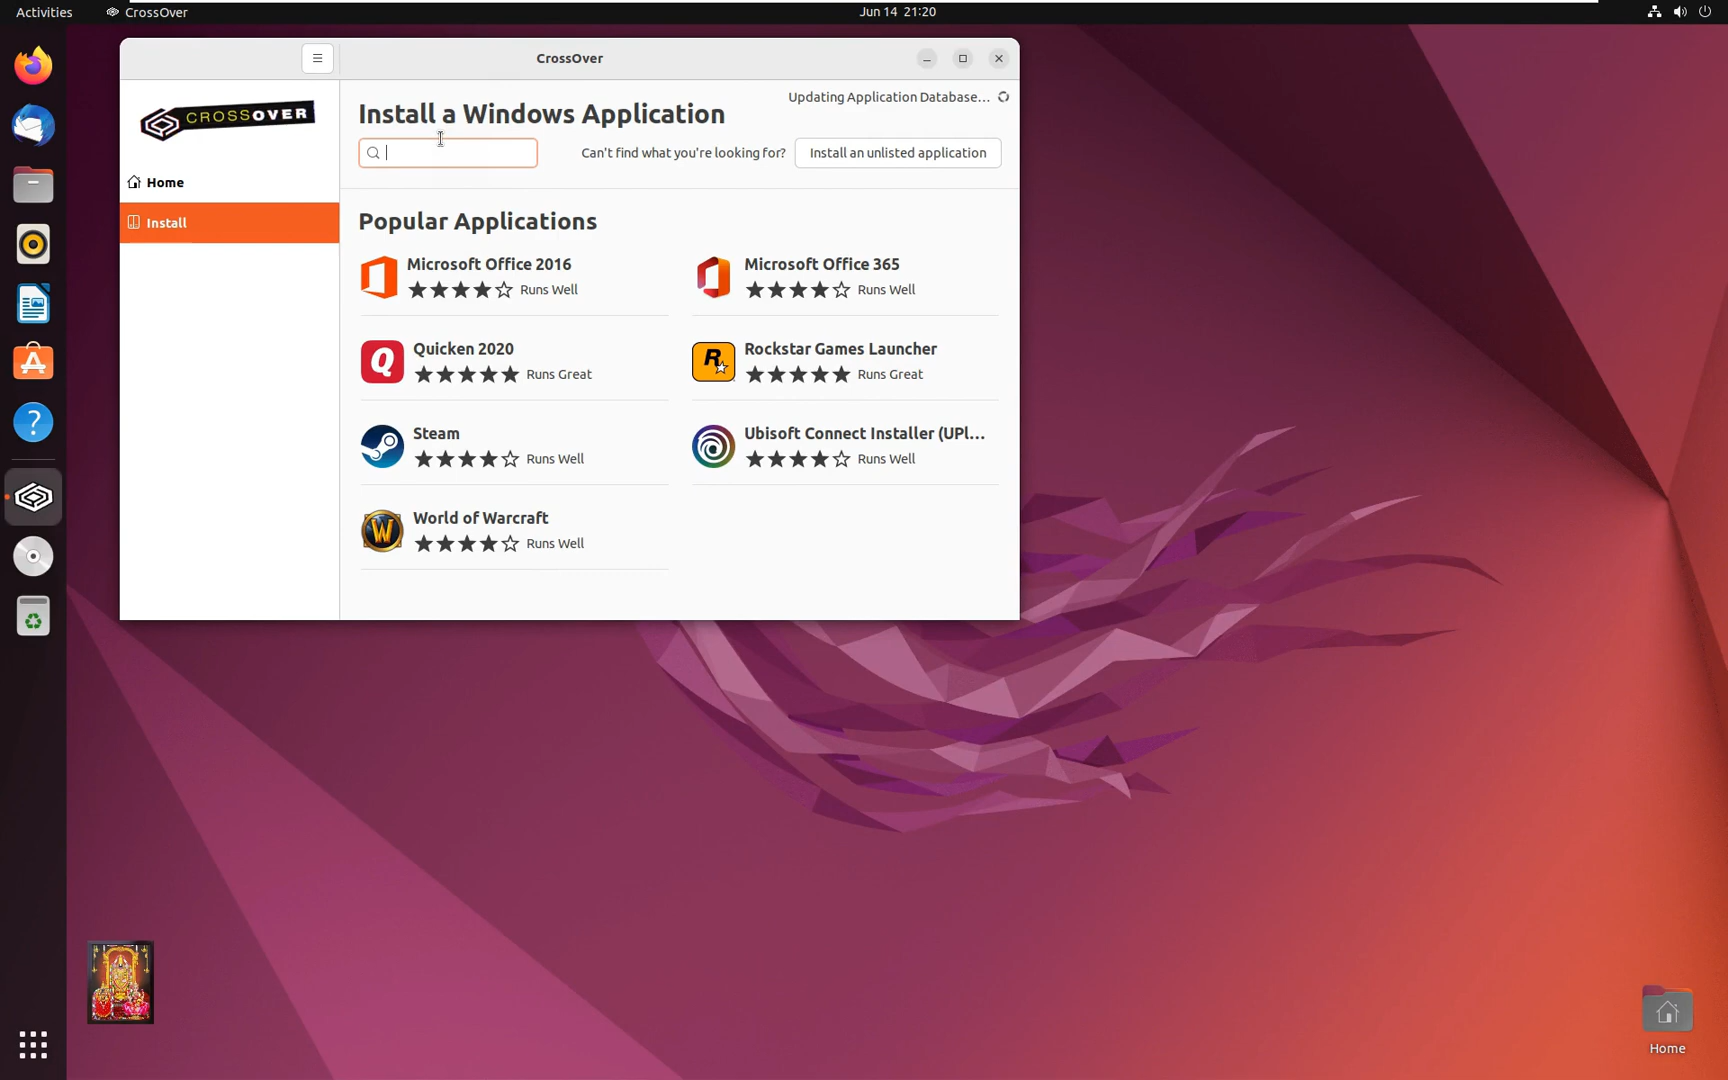 Activities
CrossOver
Jun 14 21:20
CrossOver
CROSSOVER
Home
Install
Updating Application Database...
Install a Windows Application
Can't find what you're looking for?
Install an unlisted application
Popular Applications
Microsoft Office 2016
Runs Well
Microsoft Office 365
Runs Well
Quicken 2020
Runs Great
Rockstar Games Launcher
Runs Great
Steam
Runs Well
Ubisoft Connect Installer (UPl...
Runs Well
World of Warcraft
Runs Well
Home